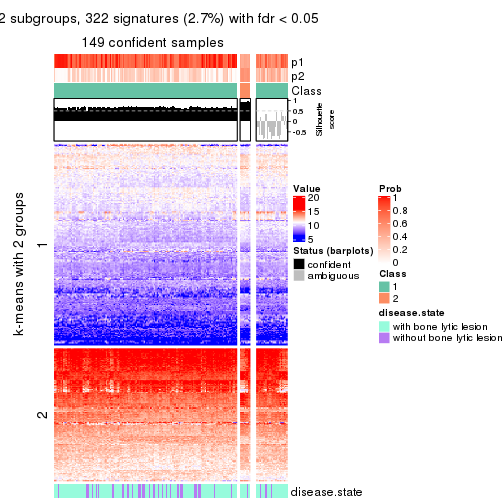 2 subgroups, 322 signatures (2.7%) with fdr < 0.05
149 confident samples
p1
p2
Class
1
0.5
0
-0.5
Silhouette
score
k-means with 2 groups
1
2
Value
20
15
10
5
Status (barplots)
confident
ambiguous
Prob
1
0.8
0.6
0.4
0.2
0
Class
1
2
disease.state
with bone lytic lesion
without bone lytic lesion
disease.state